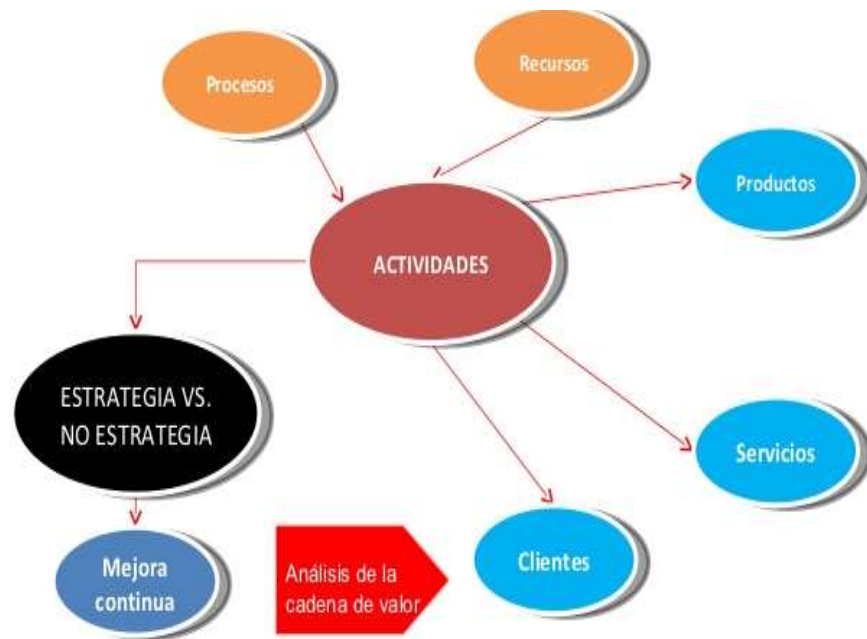 Procesos
Recursos
Productos
ACTIVIDADES
ESTRATEGIA VS.
NO ESTRATEGIA
Servicios
Mejora
continua
Análisis de la
cadena de valor
Clientes